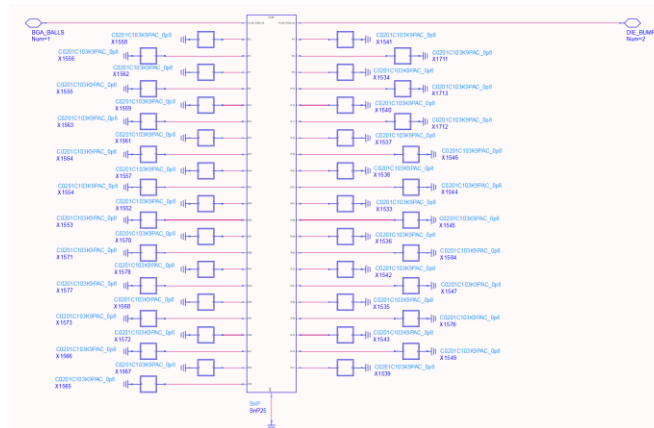 BGA_BALLS
Num=1
DIE_BUMP
Num=2
C0201C103K9PAC_0p8
X1558
C0201C103K9PAC_0p8
X1556
C0201C103K9PAC_0p8
X1562
C0201C103K9PAC_0p8
X1555
C0201C103K9PAC_0p8
X1559
C0201C103K9PAC_0p8
X1563
C0201C103K9PAC_0p8
X1561
C0201C103K9PAC_0p8
X1564
C0201C103K9PAC_0p8
X1557
C0201C103K9PAC_0p8
X1554
C0201C103K9PAC_0p8
X1552
C0201C103K9PAC_0p8
X1553
C0201C103K9PAC_0p8
X1570
C0201C103K9PAC_0p8
X1571
C0201C103K9PAC_0p8
X1578
C0201C103K9PAC_0p8
X1577
C0201C103K9PAC_0p8
X1568
C0201C103K9PAC_0p8
X1573
C0201C103K9PAC_0p8
X1572
C0201C103K9PAC_0p8
X1566
C0201C103K9PAC_0p8
X1567
C0201C103K9PAC_0p8
X1565
C0201C103K9PAC_0p8
X1541
C0201C103K9PAC_0p8
X1711
C0201C103K9PAC_0p8
X1534
C0201C103K9PAC_0p8
X1713
C0201C103K9PAC_0p8
X1540
C0201C103K9PAC_0p8
X1712
C0201C103K9PAC_0p8
X1537
C0201C103K9PAC_0p8
X1546
C0201C103K9PAC_0p8
X1538
C0201C103K9PAC_0p8
X1544
C0201C103K9PAC_0p8
X1533
C0201C103K9PAC_0p8
X1545
C0201C103K9PAC_0p8
X1536
C0201C103K9PAC_0p8
X1584
C0201C103K9PAC_0p8
X1542
C0201C103K9PAC_0p8
X1547
C0201C103K9PAC_0p8
X1535
C0201C103K9PAC_0p8
X1576
C0201C103K9PAC_0p8
X1543
C0201C103K9PAC_0p8
X1549
C0201C103K9PAC_0p8
X1539
SnP
SnP25